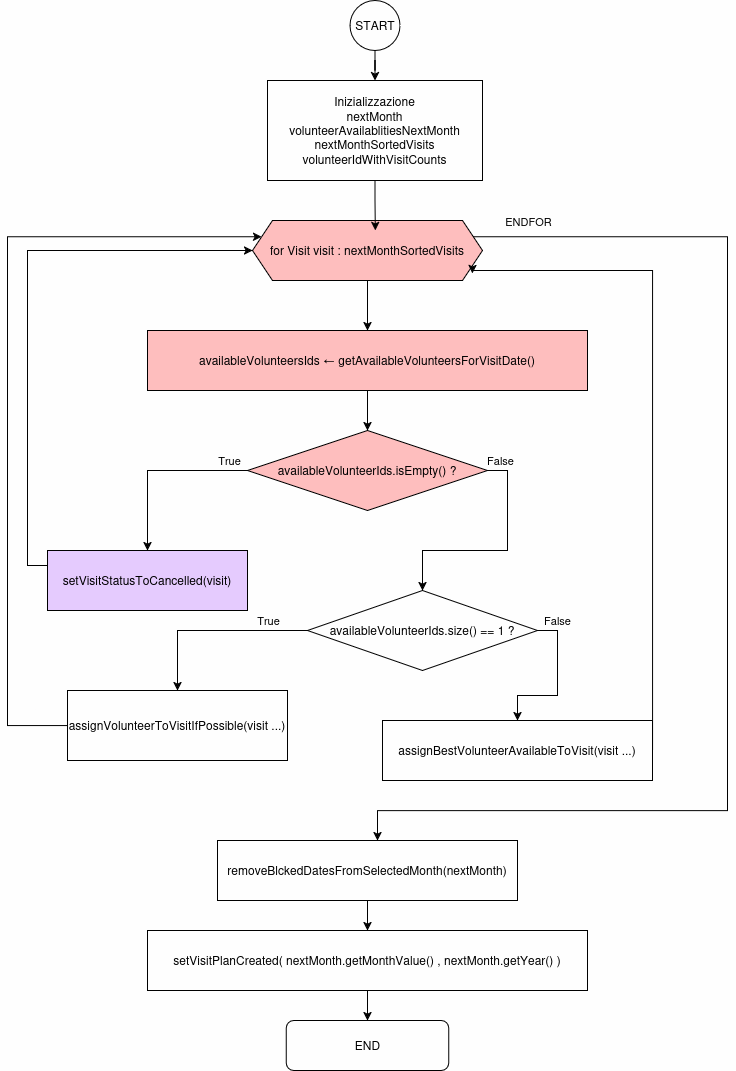 START
Inizializzazione
nextMonth
volunteerAvailablitiesNextMonth
nextMonthSortedVisits
volunteerIdWithVisitCounts
ENDFOR
for Visit visit : nextMonthSortedVisits
availableVolunteersIds ← getAvailableVolunteersForVisitDate()
True
False
availableVolunteerIds.isEmpty() ?
setVisitStatusToCancelled(visit)
True
False
availableVolunteerIds.size() == 1 ?
assignVolunteerToVisitIfPossible(visit ...)
assignBestVolunteerAvailableToVisit(visit ...)
removeBlckedDatesFromSelectedMonth(nextMonth)
setVisitPlanCreated( nextMonth.getMonthValue() , nextMonth.getYear() )
END